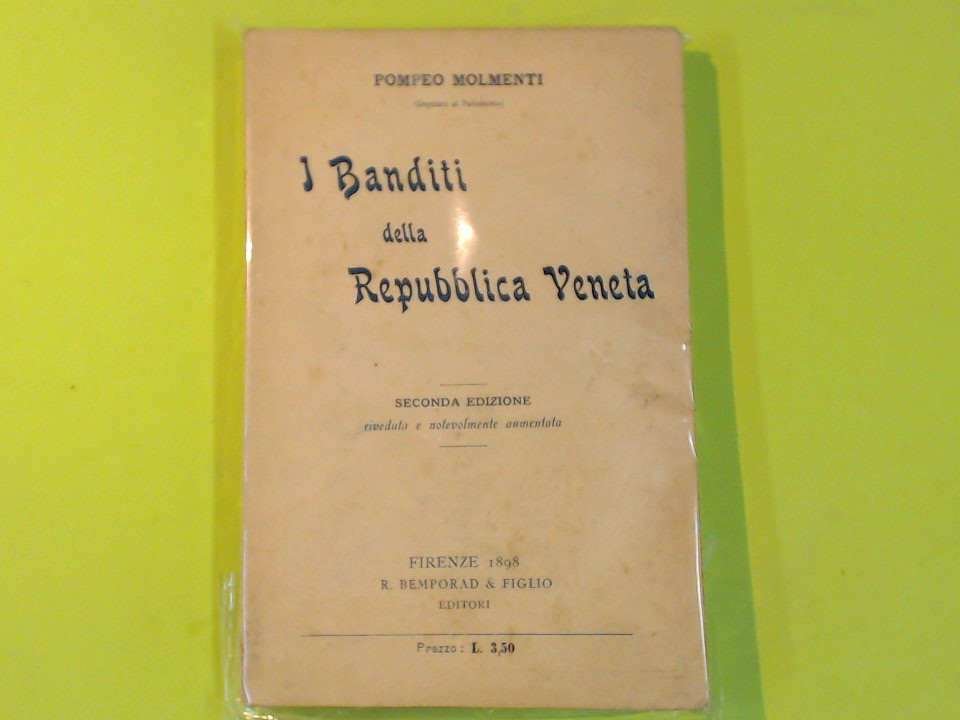 POMPEO MOLMENTI
(Deputato al Parlamento)
I Banditi
della
Repubblica Veneta
SECONDA EDIZIONE
riveduta e notevolmente aumentata
FIRENZE 1898
R. BEMPORAD & FIGLIO
EDITORI
Prezzo: L. 3,50